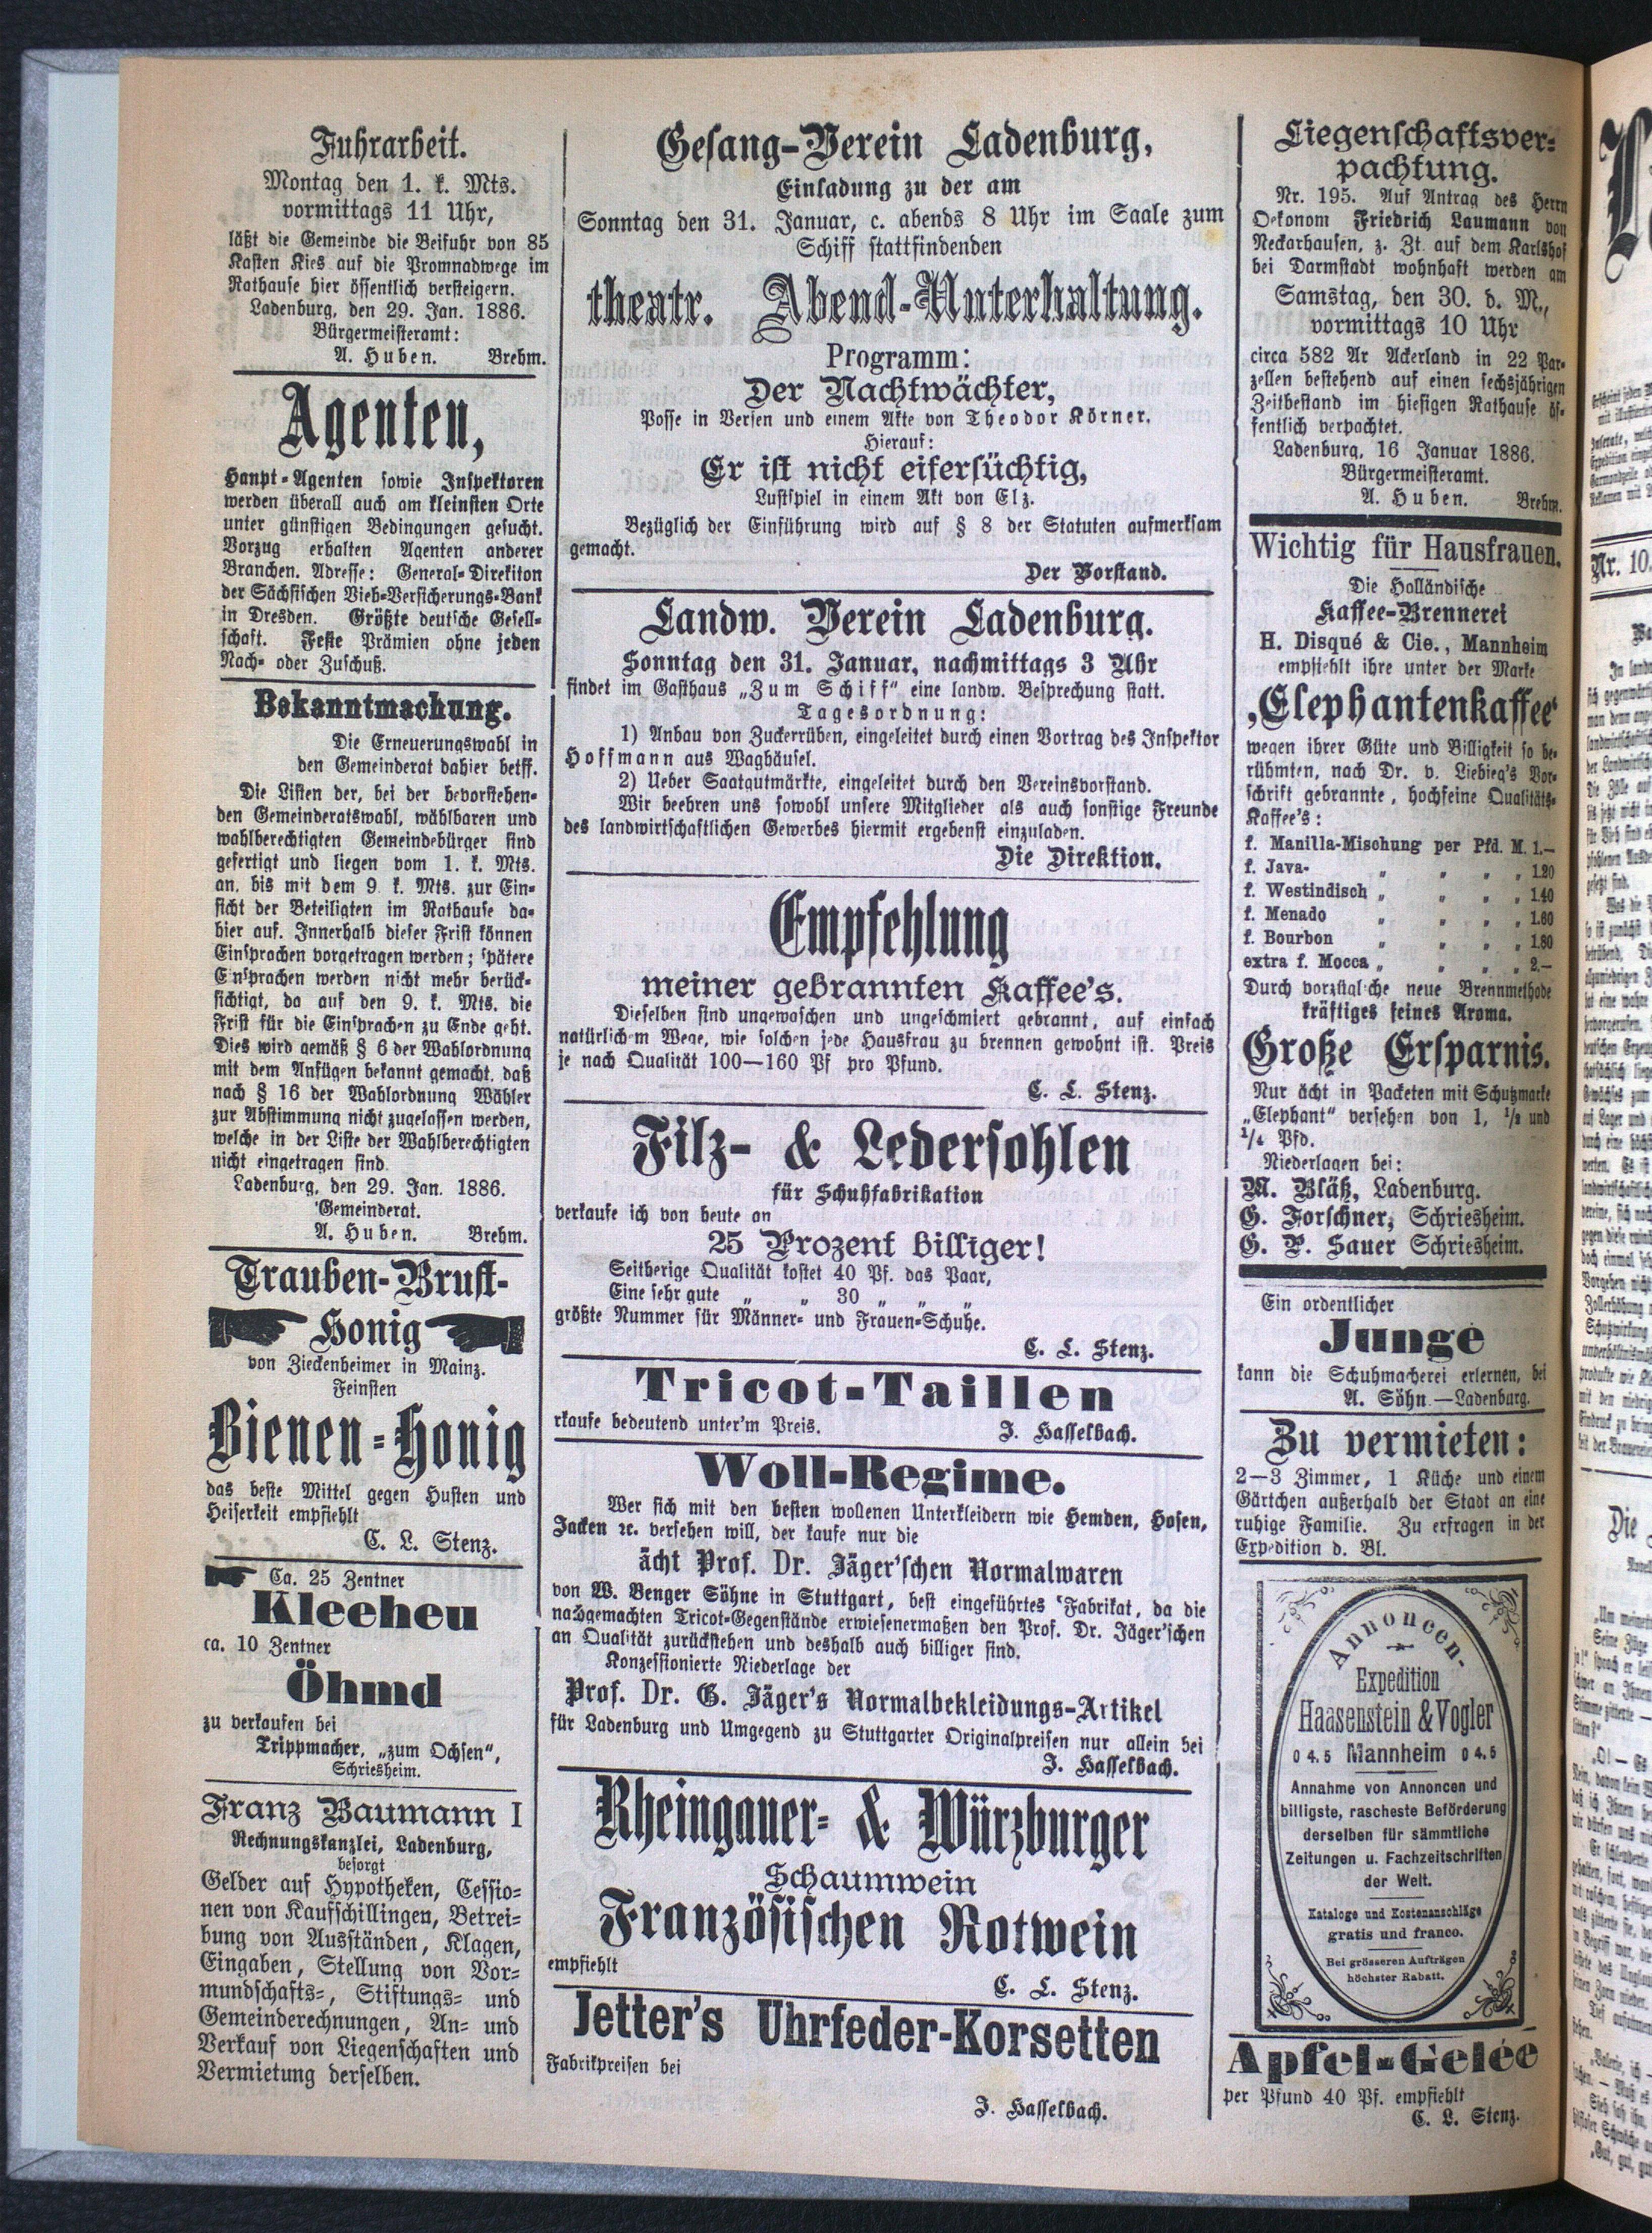 Fuhrarbeit.
Montag den 1. k. Mts.
vormittags 11 Uhr,
läßt die Gemeinde die Beifuhr von 85
Kasten Kies auf die Promnadwege im
Rathause hier öffentlich versteigern.
Ladenburg, den 29. Jan. 1886.
Bürgermeisteramt:
A. Huben. Brehm.
Agenten,
Haupt-Agenten sowie Inspektoren
werden überall auch am kleinsten Orte
unter günstigen Bedingungen gesucht.
Vorzug erhalten Agenten anderer
Branchen. Adresse: General-Direktion
der Sächsischen Vieh-Versicherungs-Bank
in Dresden. Größte deutsche Gesell-
schaft. Feste Prämien ohne jeden
Nach- oder Zuschuß.
Bekanntmachung.
Die Erneuerungswahl in
den Gemeinderat dahier betff.
Die Listen der, bei der bevorstehen-
den Gemeinderatswahl, wählbaren und
wahlberechtigten Gemeindebürger sind
gefertigt und liegen vom 1. k. Mts.
an, bis mit dem 9 k. Mts. zur Ein-
sicht der Beteiligten im Rathause da-
hier auf. Innerhalb dieser Frist können
Einsprachen vorgetragen werden; spätere
Einsprachen werden nicht mehr berück-
sichtigt, da auf den 9. k. Mts. die
Frist für die Einsprachen zu Ende geht.
Dies wird gemäß § 6 der Wahlordnung
mit dem Anfügen bekannt gemacht, daß
nach § 16 der Wahlordnung Wähler
zur Abstimmung nicht zugelassen werden,
welche in der Liste der Wahlberechtigten
nicht eingetragen sind.
Ladenburg, den 29. Jan. 1886.
Gemeinderat.
A. Huben. Brehm.
Trauben-Brust-
Honig
von Zieckenheimer in Mainz.
Feinsten
Bienen-Honig
das beste Mittel gegen Husten und
Heiserkeit empfiehlt
C. L. Stenz.
Ca. 25 Zentner
Kleeheu
ca. 10 Zentner
Öhmd
zu verkaufen bei
Trippmacher, „zum Ochsen“,
Schriesheim.
Franz Baumann I
Rechnungskanzlei, Ladenburg,
besorgt
Gelder auf Hypotheken, Cessio-
nen von Kaufschillingen, Betrei-
bung von Ausständen, Klagen,
Eingaben, Stellung von Vor-
mundschafts-, Stiftungs- und
Gemeinderechnungen, An- und
Verkauf von Liegenschaften und
Vermietung derselben.
Gesang-Verein Ladenburg,
Einladung zu der am
Sonntag den 31. Januar, c. abends 8 Uhr im Saale zum
Schiff stattfindenden
theatr. Abend-Unterhaltung.
Programm:
Der Nachtwächter,
Posse in Versen und einem Akte von Theodor Körner.
Hierauf:
Er ist nicht eifersüchtig,
Lustspiel in einem Akt von Elz.
Bezüglich der Einführung wird auf § 8 der Statuten aufmerksam
gemacht.
Der Vorstand.
Landw. Verein Ladenburg.
Sonntag den 31. Januar, nachmittags 3 Uhr
findet im Gasthaus „Zum Schiff“ eine landw. Besprechung statt.
Tagesordnung:
1) Anbau von Zuckerrüben, eingeleitet durch einen Vortrag des Inspektor
Hoffmann aus Waghäusel.
2) Ueber Saatgutmärkte, eingeleitet durch den Vereinsvorstand.
Wir beehren uns sowohl unsere Mitglieder als auch sonstige Freunde
des landwirtschaftlichen Gewerbes hiermit ergebenst einzuladen.
Die Direktion.
Empfehlung
meiner gebrannten Kaffee's.
Dieselben sind ungewaschen und ungeschmiert gebrannt, auf einfach
natürlichem Wege, wie solchen jede Hausfrau zu brennen gewohnt ist. Preis
je nach Qualität 100—160 Pf pro Pfund.
C. L. Stenz.
Filz- & Ledersohlen
für Schuhfabrikation
verkaufe ich von heute an
25 Prozent billiger!
Seitherige Qualität kostet 40 Pf. das Paar,
Eine sehr gute „ „ 30 „ „ „
größte Nummer für Männer- und Frauen-Schuhe.
C. L. Stenz.
Tricot-Taillen
rkaufe bedeutend unter'm Preis. J. Hasselbach.
Woll-Regime.
Wer sich mit den besten wollenen Unterkleidern wie Hemden, Hosen,
Jacken ꝛc. versehen will, der kaufe nur die
ächt Prof. Dr. Jäger'schen Normalwaren
von W. Benger Söhne in Stuttgart, best eingeführtes Fabrikat, da die
nachgemachten Tricot-Gegenstände erwiesenermaßen den Prof. Dr. Jäger'schen
an Qualität zurückstehen und deshalb auch billiger sind.
Konzessionierte Niederlage der
Prof. Dr. G. Jäger's Normalbekleidungs-Artikel
für Ladenburg und Umgegend zu Stuttgarter Originalpreisen nur allein bei
J. Hasselbach.
Rheingauer- & Würzburger
Schaumwein
Französischen Rotwein
empfiehlt
C. L. Stenz.
Jetter's Uhrfeder-Korsetten
Fabrikpreisen bei
J. Hasselbach.
Liegenschaftsver-
pachtung.
Nr. 195. Auf Antrag des Herrn
Oekonom Friedrich Laumann von
Neckarhausen, z. Zt. auf dem Karlshof
bei Darmstadt wohnhaft werden am
Samstag, den 30. d. M.,
vormittags 10 Uhr
circa 582 Ar Ackerland in 22 Par-
zellen bestehend auf einen sechsjährigen
Zeitbestand im hiesigen Rathause öf-
fentlich verpachtet.
Ladenburg, 16 Januar 1886.
Bürgermeisteramt.
A. Huben. Brehm.
Wichtig für Hausfrauen.
Die Holländische
Kaffee-Brennerei
H. Disqué & Cie., Mannheim
empfiehlt ihre unter der Marke
‚Elephantenkaffee‘
wegen ihrer Güte und Billigkeit so be-
rühmten, nach Dr. v. Liebieg's Vor-
schrift gebrannte, hochfeine Qualitäts-
Kaffee's:
f. Manilla-Mischung per Pfd. M. 1.—
f. Java- „ „ „ „ 1.20
f. Westindisch „ „ „ „ 1.40
f. Menado „ „ „ „ 1.60
f. Bourbon „ „ „ „ 1.80
extra f. Mocca „ „ „ „ 2.—
Durch vorzügliche neue Brennmethode
kräftiges feines Aroma.
Große Ersparnis.
Nur ächt in Packeten mit Schutzmarke
„Elephant“ versehen von 1, 1/2 und
1/4 Pfd.
Niederlagen bei:
M. Bläß, Ladenburg.
G. Forschner, Schriesheim.
G. P. Sauer Schriesheim.
Ein ordentlicher
Junge
kann die Schuhmacherei erlernen, bei
A. Söhn.—Ladenburg.
Zu vermieten:
2—3 Zimmer, 1 Küche und einem
Gärtchen außerhalb der Stadt an eine
ruhige Familie. Zu erfragen in der
Expedition d. Bl.
Annoncen-
Expedition
Haasenstein & Vogler
O 4. 5 Mannheim O 4. 5
Annahme von Annoncen und
billigste, rascheste Beförderung
derselben für sämmtliche
Zeitungen u. Fachzeitschriften
der Welt.
Kataloge und Kostenanschläge
gratis und franco.
Bei grösseren Aufträgen
höchster Rabatt.
Apfel-Gelée
per Pfund 40 Pf. empfiehlt
C. L. Stenz.
Nr. 10.